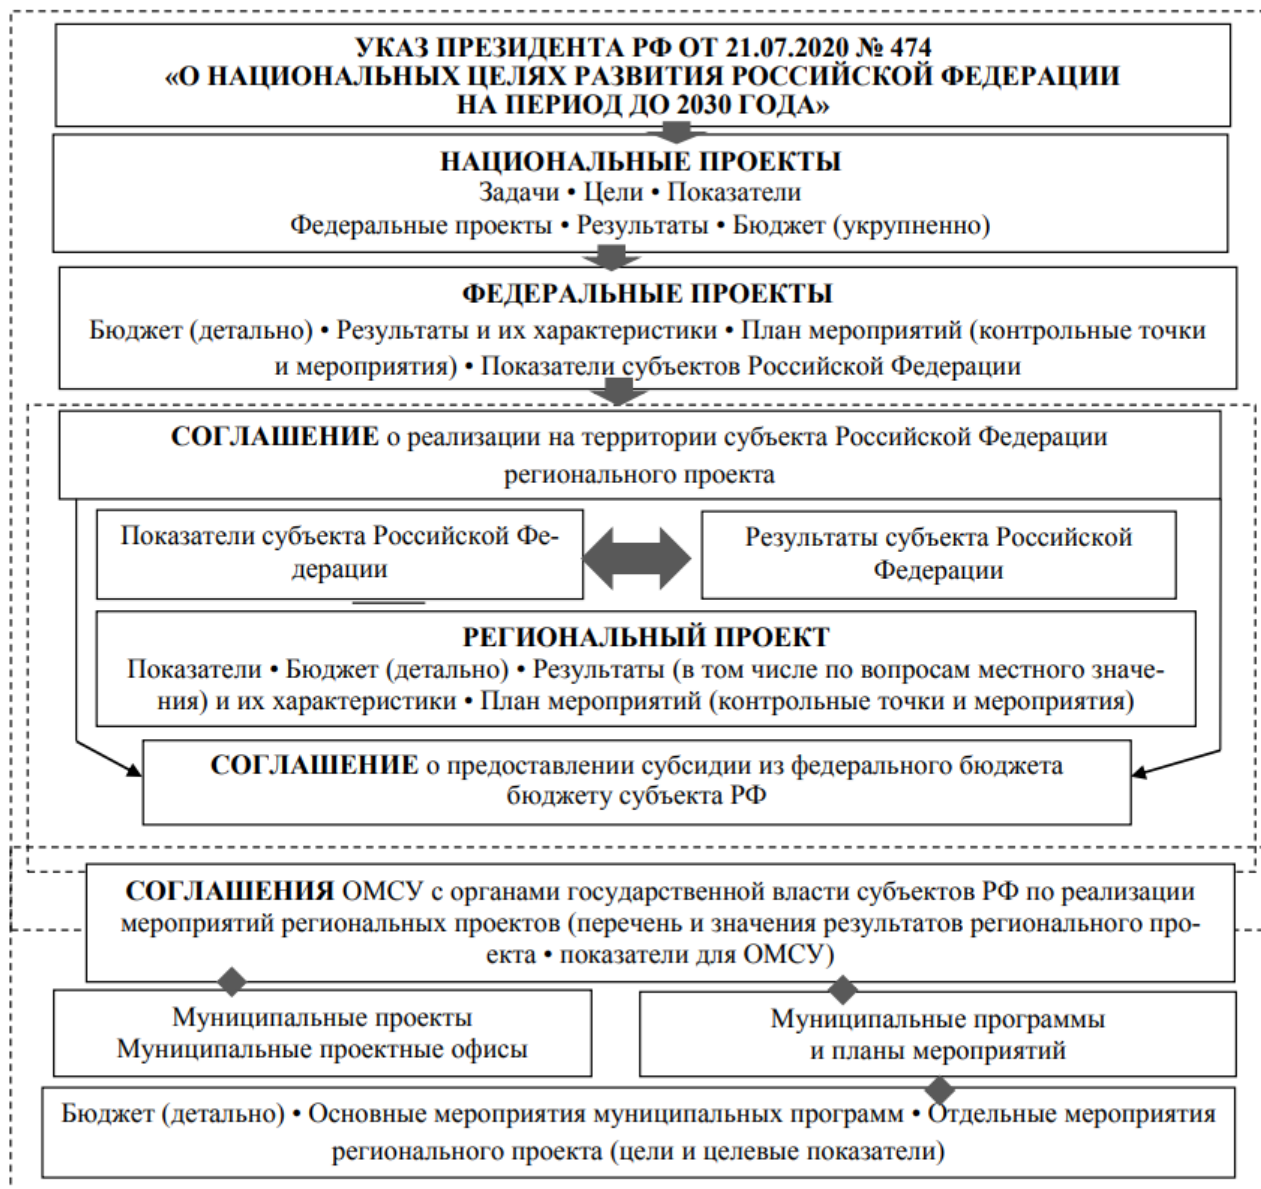 УКАЗ ПРЕЗИДЕНТА РФ ОТ 21.07.2020 № 474
«О НАЦИОНАЛЬНЫХ ЦЕЛЯХ РАЗВИТИЯ РОССИЙСКОЙ ФЕДЕРАЦИИ
НА ПЕРИОД ДО 2030 ГОДА»
НАЦИОНАЛЬНЫЕ ПРОЕКТЫ
Задачи • Цели • Показатели
Федеральные проекты • Результаты • Бюджет (укрупненно)
ФЕДЕРАЛЬНЫЕ ПРОЕКТЫ
Бюджет (детально) • Результаты и их характеристики • План мероприятий (контрольные точки
и мероприятия) • Показатели субъектов Российской Федерации
СОГЛАШЕНИЕ о реализации на территории субъекта Российской Федерации
регионального проекта
Показатели субъекта Российской Фе-
дерации
Результаты субъекта Российской
Федерации
РЕГИОНАЛЬНЫЙ ПРОЕКТ
Показатели • Бюджет (детально) • Результаты (в том числе по вопросам местного значе-
ния) и их характеристики • План мероприятий (контрольные точки и мероприятия)
СОГЛАШЕНИЕ о предоставлении субсидии из федерального бюджета
бюджету субъекта РФ
СОГЛАШЕНИЯ ОМСУ с органами государственной власти субъектов РФ по реализации
мероприятий региональных проектов (перечень и значения результатов регионального про-
екта • показатели для ОМСУ)
Муниципальные проекты
Муниципальные проектные офисы
Муниципальные программы
и планы мероприятий
Бюджет (детально) • Основные мероприятия муниципальных программ • Отдельные мероприятия
регионального проекта (цели и целевые показатели)